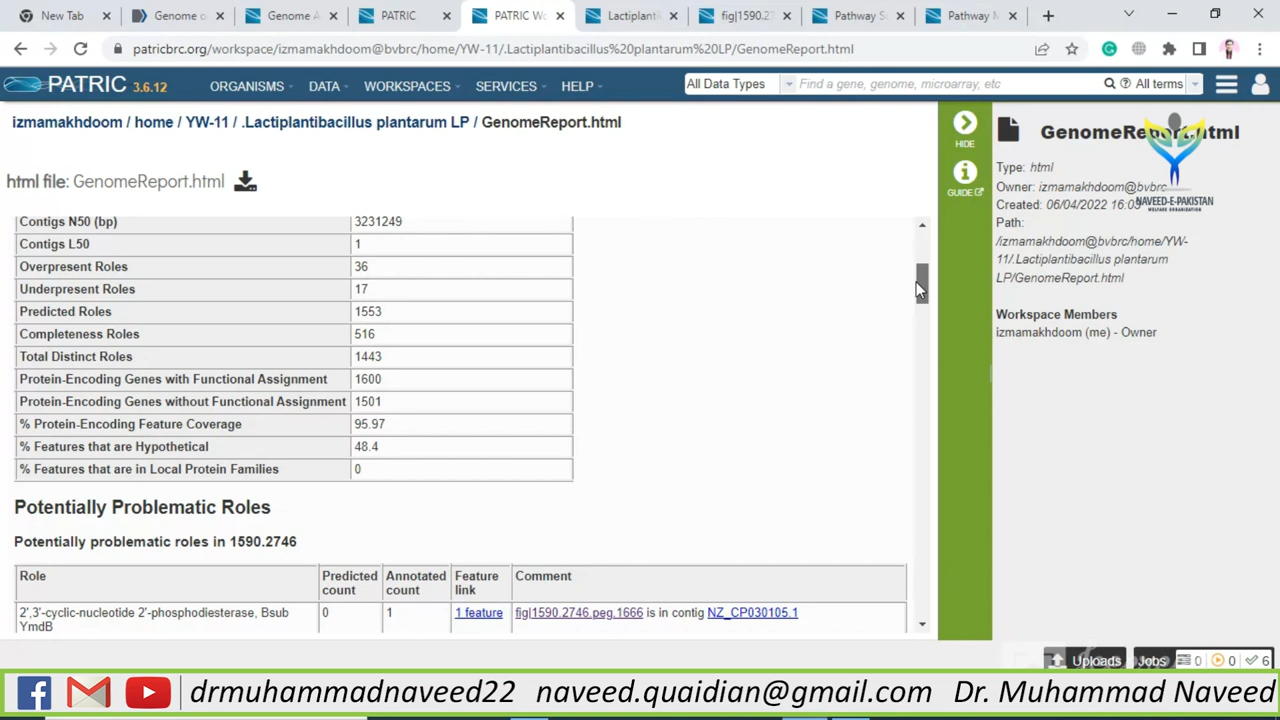 New Tab
Genome o
Genome A
PATRIC
PATRIC Wo
Lactiplanti
fig|1590.27
Pathway S
Pathway M
patricbrc.org/workspace/izmamakhdoom@bvbrc/home/YW-11/.Lactiplantibacillus%20plantarum%20LP/GenomeReport.html
PATRIC 3.6.12 ORGANISMS DATA WORKSPACES SERVICES HELP All Data Types Find a gene, genome, microarray, etc All terms
izmamakhdoom / home / YW-11 / .Lactiplantibacillus plantarum LP / GenomeReport.html
html file: GenomeReport.html
Contigs N50 (bp) 3231249
Contigs L50 1
Overpresent Roles 36
Underpresent Roles 17
Predicted Roles 1553
Completeness Roles 516
Total Distinct Roles 1443
Protein-Encoding Genes with Functional Assignment 1600
Protein-Encoding Genes without Functional Assignment 1501
% Protein-Encoding Feature Coverage 95.97
% Features that are Hypothetical 48.4
% Features that are in Local Protein Families 0
Potentially Problematic Roles
Potentially problematic roles in 1590.2746
Role Predicted count Annotated count Feature link Comment
2',3'-cyclic-nucleotide 2'-phosphodiesterase, Bsub YmdB 0 1 1 feature fig|1590.2746.peg.1666 is in contig NZ_CP030105.1
HIDE
GUIDE
GenomeReport.html
Type: html
Owner: izmamakhdoom@bvbrc
Created: 06/04/2022 16:0
NAVEED-E-PAKISTAN
WELFARE ORGANIZATION
Path:
/izmamakhdoom@bvbrc/home/YW-
11/.Lactiplantibacillus plantarum
LP/GenomeReport.html
Workspace Members
izmamakhdoom (me) - Owner
Uploads Jobs 0 0 6
drmuhammadnaveed22 naveed.quaidian@gmail.com Dr. Muhammad Naveed